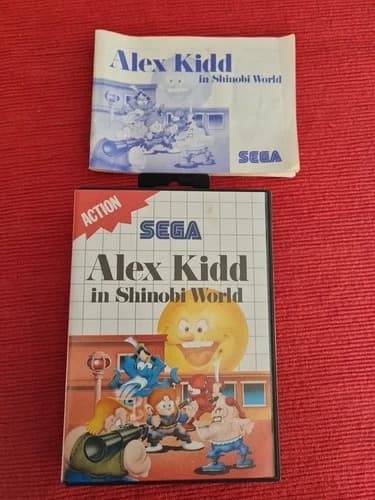 Alex Kidd
in Shinobi World
SEGA
ACTION
SEGA
Alex Kidd
in Shinobi World